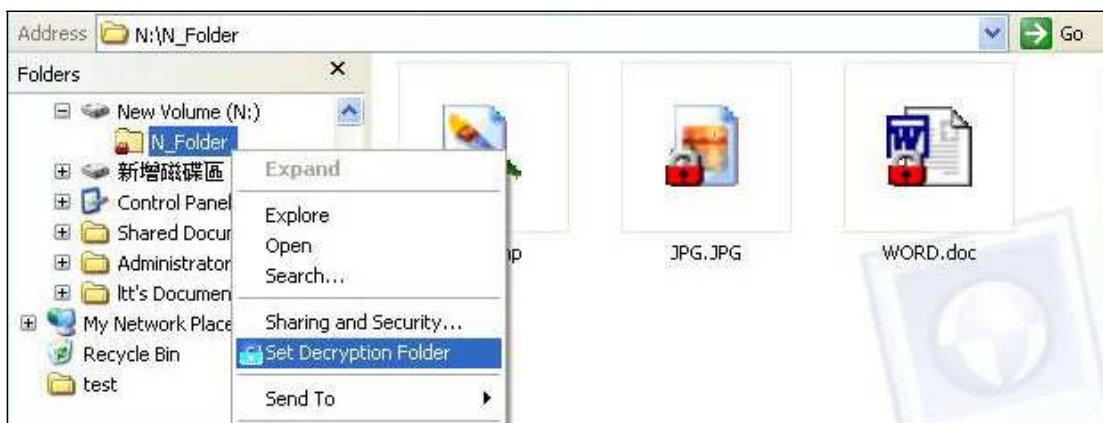 Address N:\N_Folder Go
Folders
New Volume (N:)
N_Folder
新增磁碟區
Control Panel
Shared Docur
Administrator
ltt's Documen
My Network Place
Recycle Bin
test
Expand
Explore
Open
Search...
Sharing and Security...
Set Decryption Folder
Send To
JPG.JPG
WORD.doc